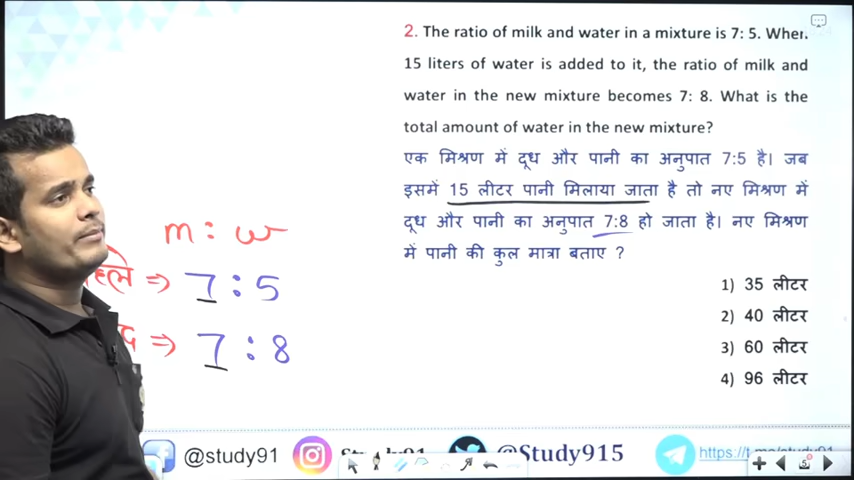 2. The ratio of milk and water in a mixture is 7: 5. When
15 liters of water is added to it, the ratio of milk and
water in the new mixture becomes 7: 8. What is the
total amount of water in the new mixture?
एक मिश्रण में दूध और पानी का अनुपात 7:5 है। जब
इसमें 15 लीटर पानी मिलाया जाता है तो नए मिश्रण में
दूध और पानी का अनुपात 7:8 हो जाता है। नए मिश्रण
में पानी की कुल मात्रा बताए ?
1) 35 लीटर
2) 40 लीटर
3) 60 लीटर
4) 96 लीटर
m : w
⇒ 7 : 5
⇒ 7 : 8
@study91
@Study915